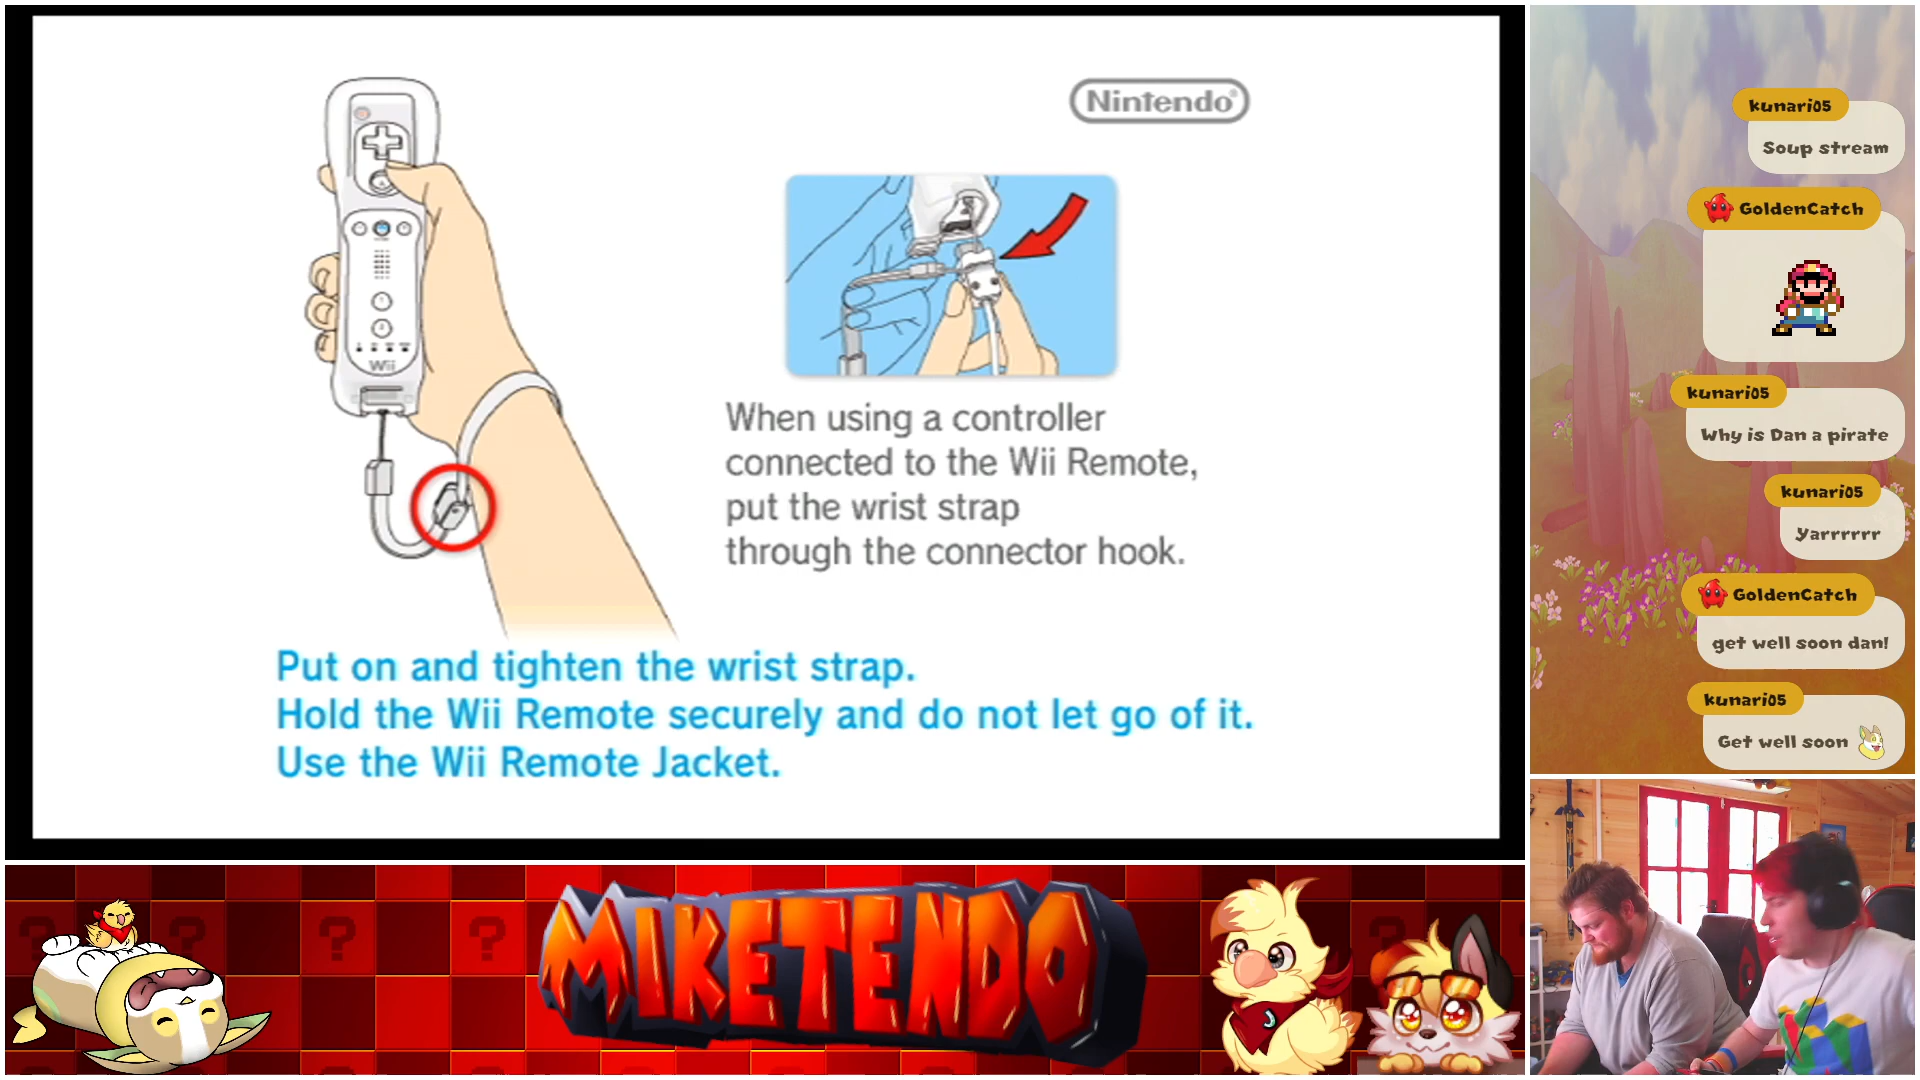 Nintendo®
Wii
When using a controller
connected to the Wii Remote,
put the wrist strap
through the connector hook.
Put on and tighten the wrist strap.
Hold the Wii Remote securely and do not let go of it.
Use the Wii Remote Jacket.
kunari05
Soup stream
GoldenCatch
kunari05
Why is Dan a pirate
kunari05
Yarrrrrr
GoldenCatch
get well soon dan!
kunari05
Get well soon
? ? ? ?
MIKETENDO